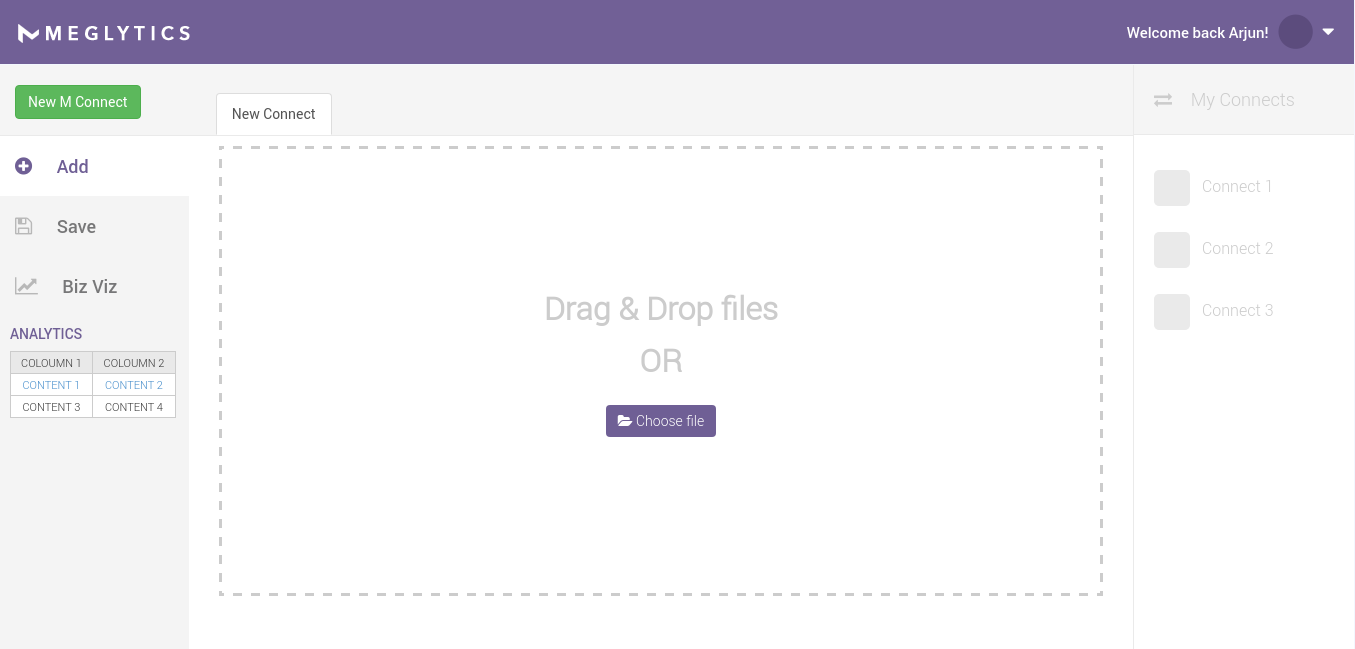 MEGLYTICS
Welcome back Arjun!
New M Connect
New Connect
My Connects
Add
Save
Biz Viz
ANALYTICS
COLOUMN 1 COLOUMN 2
CONTENT 1 CONTENT 2
CONTENT 3 CONTENT 4
Drag & Drop files
OR
Choose file
Connect 1
Connect 2
Connect 3